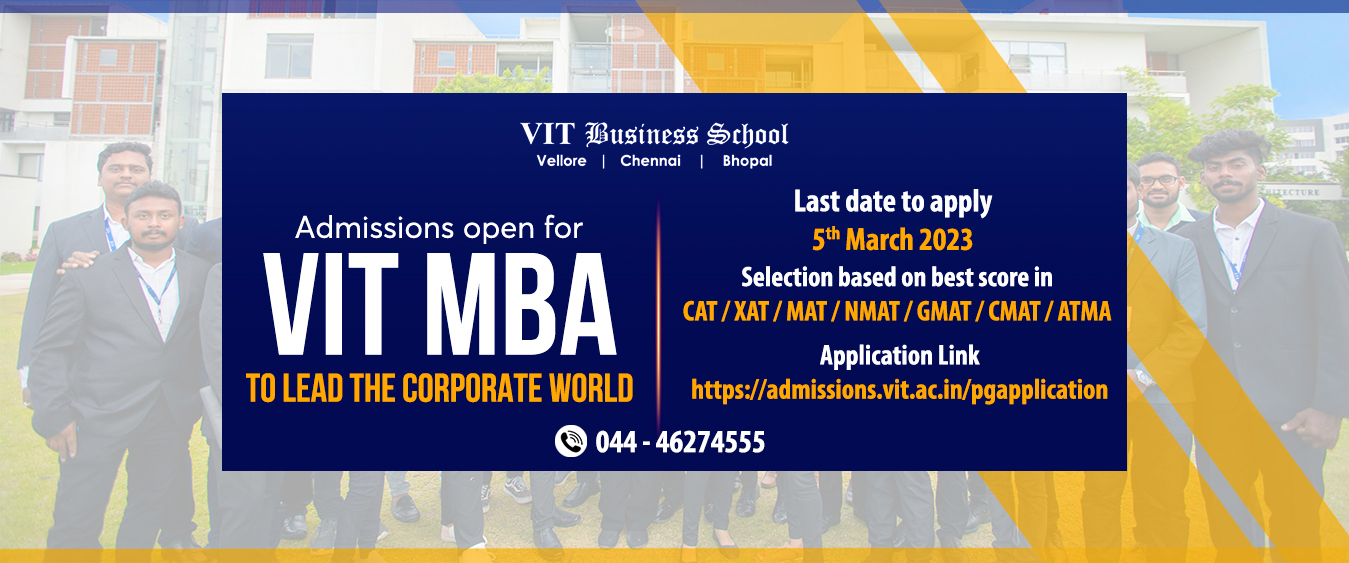 VIT Business School
Vellore | Chennai | Bhopal
Admissions open for
VIT MBA
TO LEAD THE CORPORATE WORLD
Last date to apply
5th March 2023
Selection based on best score in
CAT / XAT / MAT / NMAT / GMAT / CMAT / ATMA
Application Link
https://admissions.vit.ac.in/pgapplication
044 - 46274555